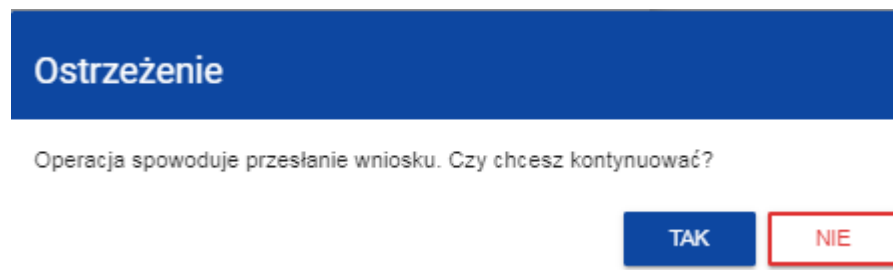 Ostrzeżenie
Operacja spowoduje przesłanie wniosku. Czy chcesz kontynuować?
TAK NIE